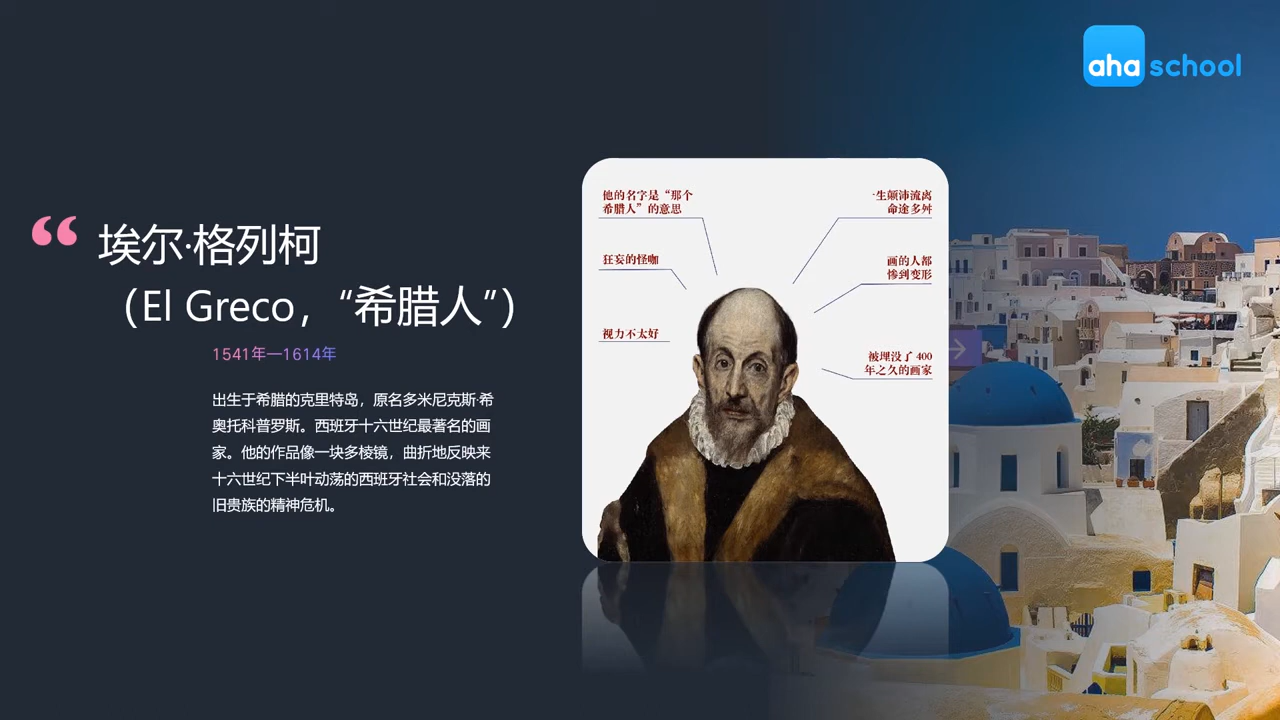 aha school
埃尔·格列柯
（El Greco，“希腊人”）
1541年—1614年
出生于希腊的克里特岛，原名多米尼克斯·希
奥托科普罗斯。西班牙十六世纪最著名的画
家。他的作品像一块多棱镜，曲折地反映来
十六世纪下半叶动荡的西班牙社会和没落的
旧贵族的精神危机。
他的名字是“那个
希腊人”的意思
狂妄的怪咖
视力不太好
一生颠沛流离
命途多舛
画的人都
惨到变形
被埋没了 400
年之久的画家